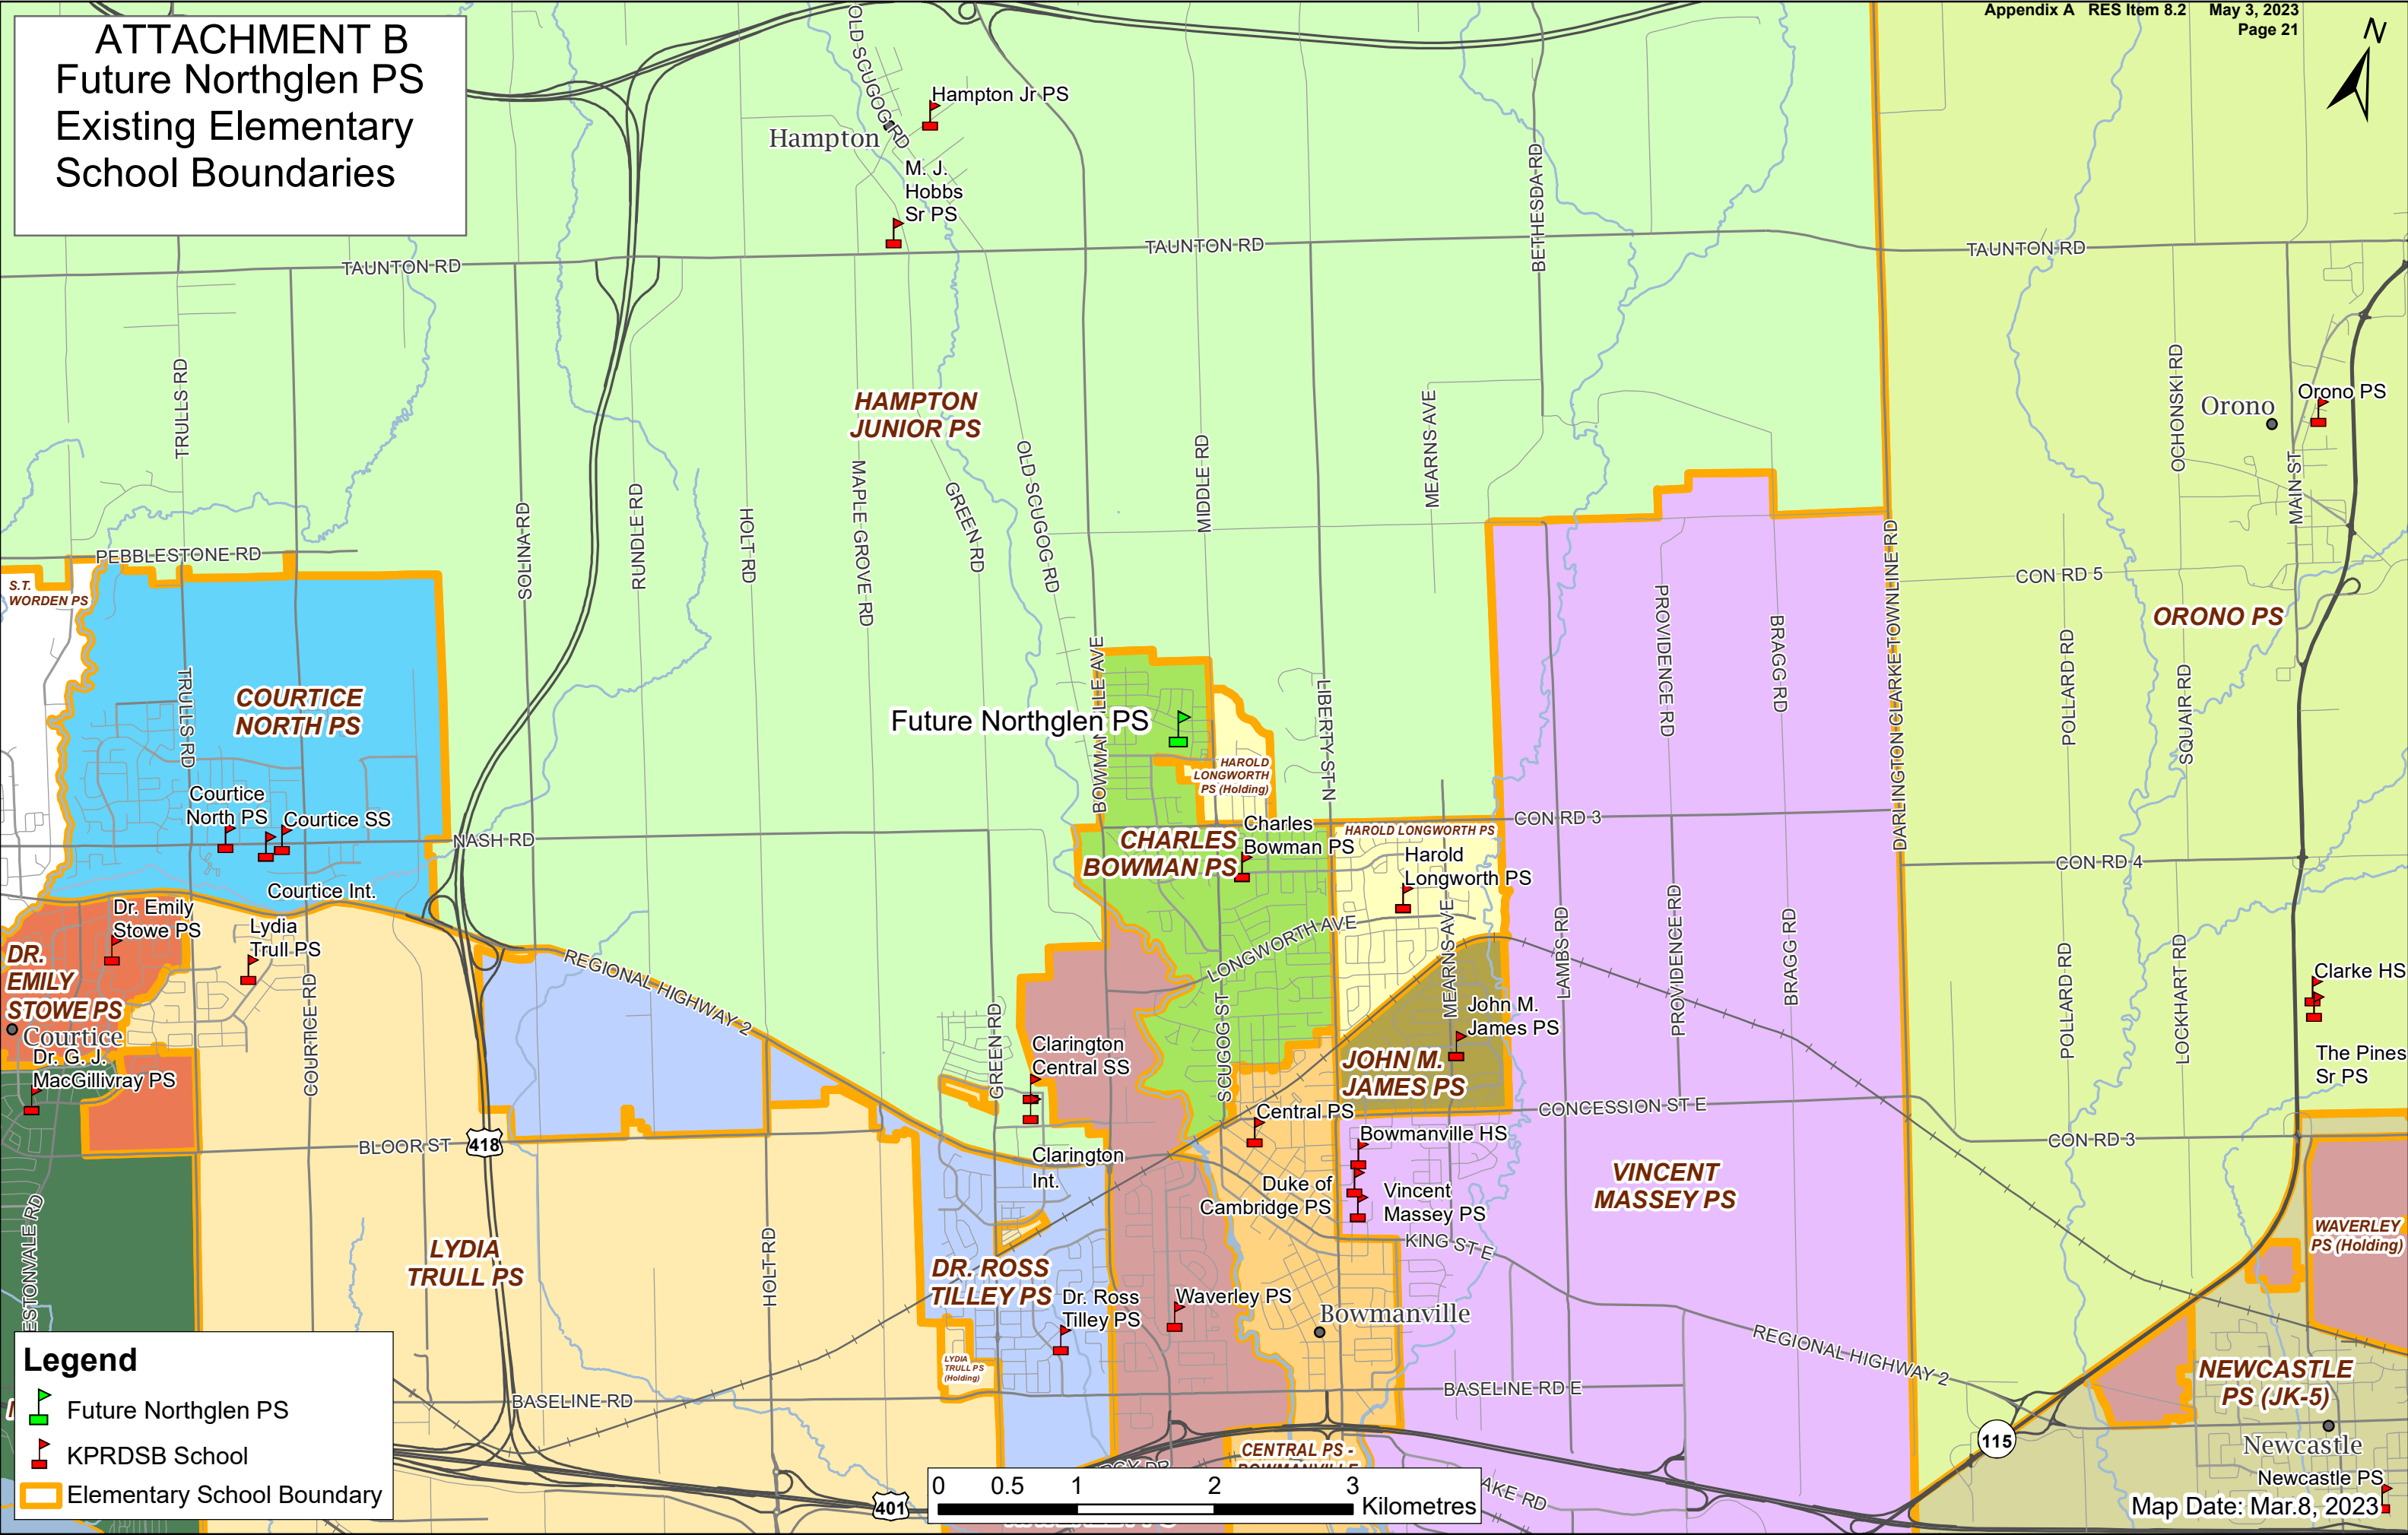 Appendix A   RES Item 8.2   May 3, 2023
Page 21
N
ATTACHMENT B
Future Northglen PS
Existing Elementary
School Boundaries
OLD SCUGOG RD
Hampton Jr PS
Hampton
M. J.
Hobbs
Sr PS
BETHESDA RD
TAUNTON RD
TAUNTON RD
TAUNTON RD
TRULLS RD
HAMPTON
JUNIOR PS
OCHONSKI RD
Orono PS
Orono
MAIN ST
MEARNS AVE
MIDDLE RD
OLD SCUGOG RD
GREEN RD
MAPLE GROVE RD
HOLT RD
RUNDLE RD
SOLINA RD
PEBBLESTONE RD
S.T.
WORDEN PS
CON RD 5
ORONO PS
DARLINGTON CLARKE TOWNLINE RD
PROVIDENCE RD
BRAGG RD
POLLARD RD
SQUAIR RD
COURTICE
NORTH PS
TRULLS RD
BOWMANVILLE AVE
LIBERTY ST N
Future Northglen PS
HAROLD
LONGWORTH
PS (Holding)
Courtice
North PS
Courtice SS
NASH RD
CHARLES
BOWMAN PS
Charles
Bowman PS
HAROLD LONGWORTH PS
CON RD 3
Harold
Longworth PS
CON RD 4
Courtice Int.
Dr. Emily
Stowe PS
Lydia
Trull PS
DR.
EMILY
STOWE PS
Courtice
Dr. G. J.
MacGillivray PS
COURTICE RD
REGIONAL HIGHWAY 2
LONGWORTH AVE
SCUGOG ST
MEARNS AVE
LAMBS RD
PROVIDENCE RD
BRAGG RD
POLLARD RD
LOCKHART RD
Clarke HS
GREEN RD
Clarington
Central SS
John M.
James PS
JOHN M.
JAMES PS
The Pines
Sr PS
Central PS
CONCESSION ST E
BLOOR ST
418
Bowmanville HS
CON RD 3
Clarington
Int.
Duke of
Cambridge PS
Vincent
Massey PS
VINCENT
MASSEY PS
ESTONVALE RD
LYDIA
TRULL PS
HOLT RD
KING ST E
WAVERLEY
PS (Holding)
DR. ROSS
TILLEY PS
Dr. Ross
Tilley PS
Waverley PS
Bowmanville
REGIONAL HIGHWAY 2
LYDIA
TRULL PS
(Holding)
NEWCASTLE
PS (JK-5)
BASELINE RD
BASELINE RD E
Newcastle
115
CENTRAL PS -
BOWMANVILLE
Newcastle PS
AKE RD
401
Legend
Future Northglen PS
KPRDSB School
Elementary School Boundary
0 0.5 1 2 3
Kilometres
Map Date: Mar.8, 2023